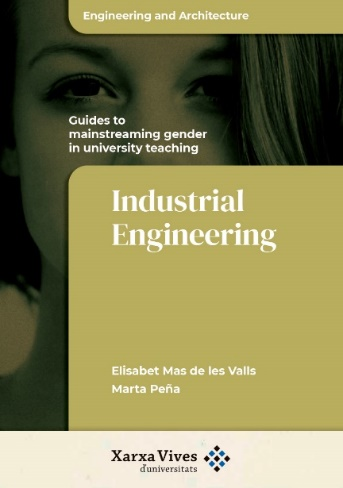 Engineering and Architecture
Guides to
mainstreaming gender
in university teaching
Industrial
Engineering
Elisabet Mas de les Valls
Marta Peña
Xarxa Vives
d'universitats